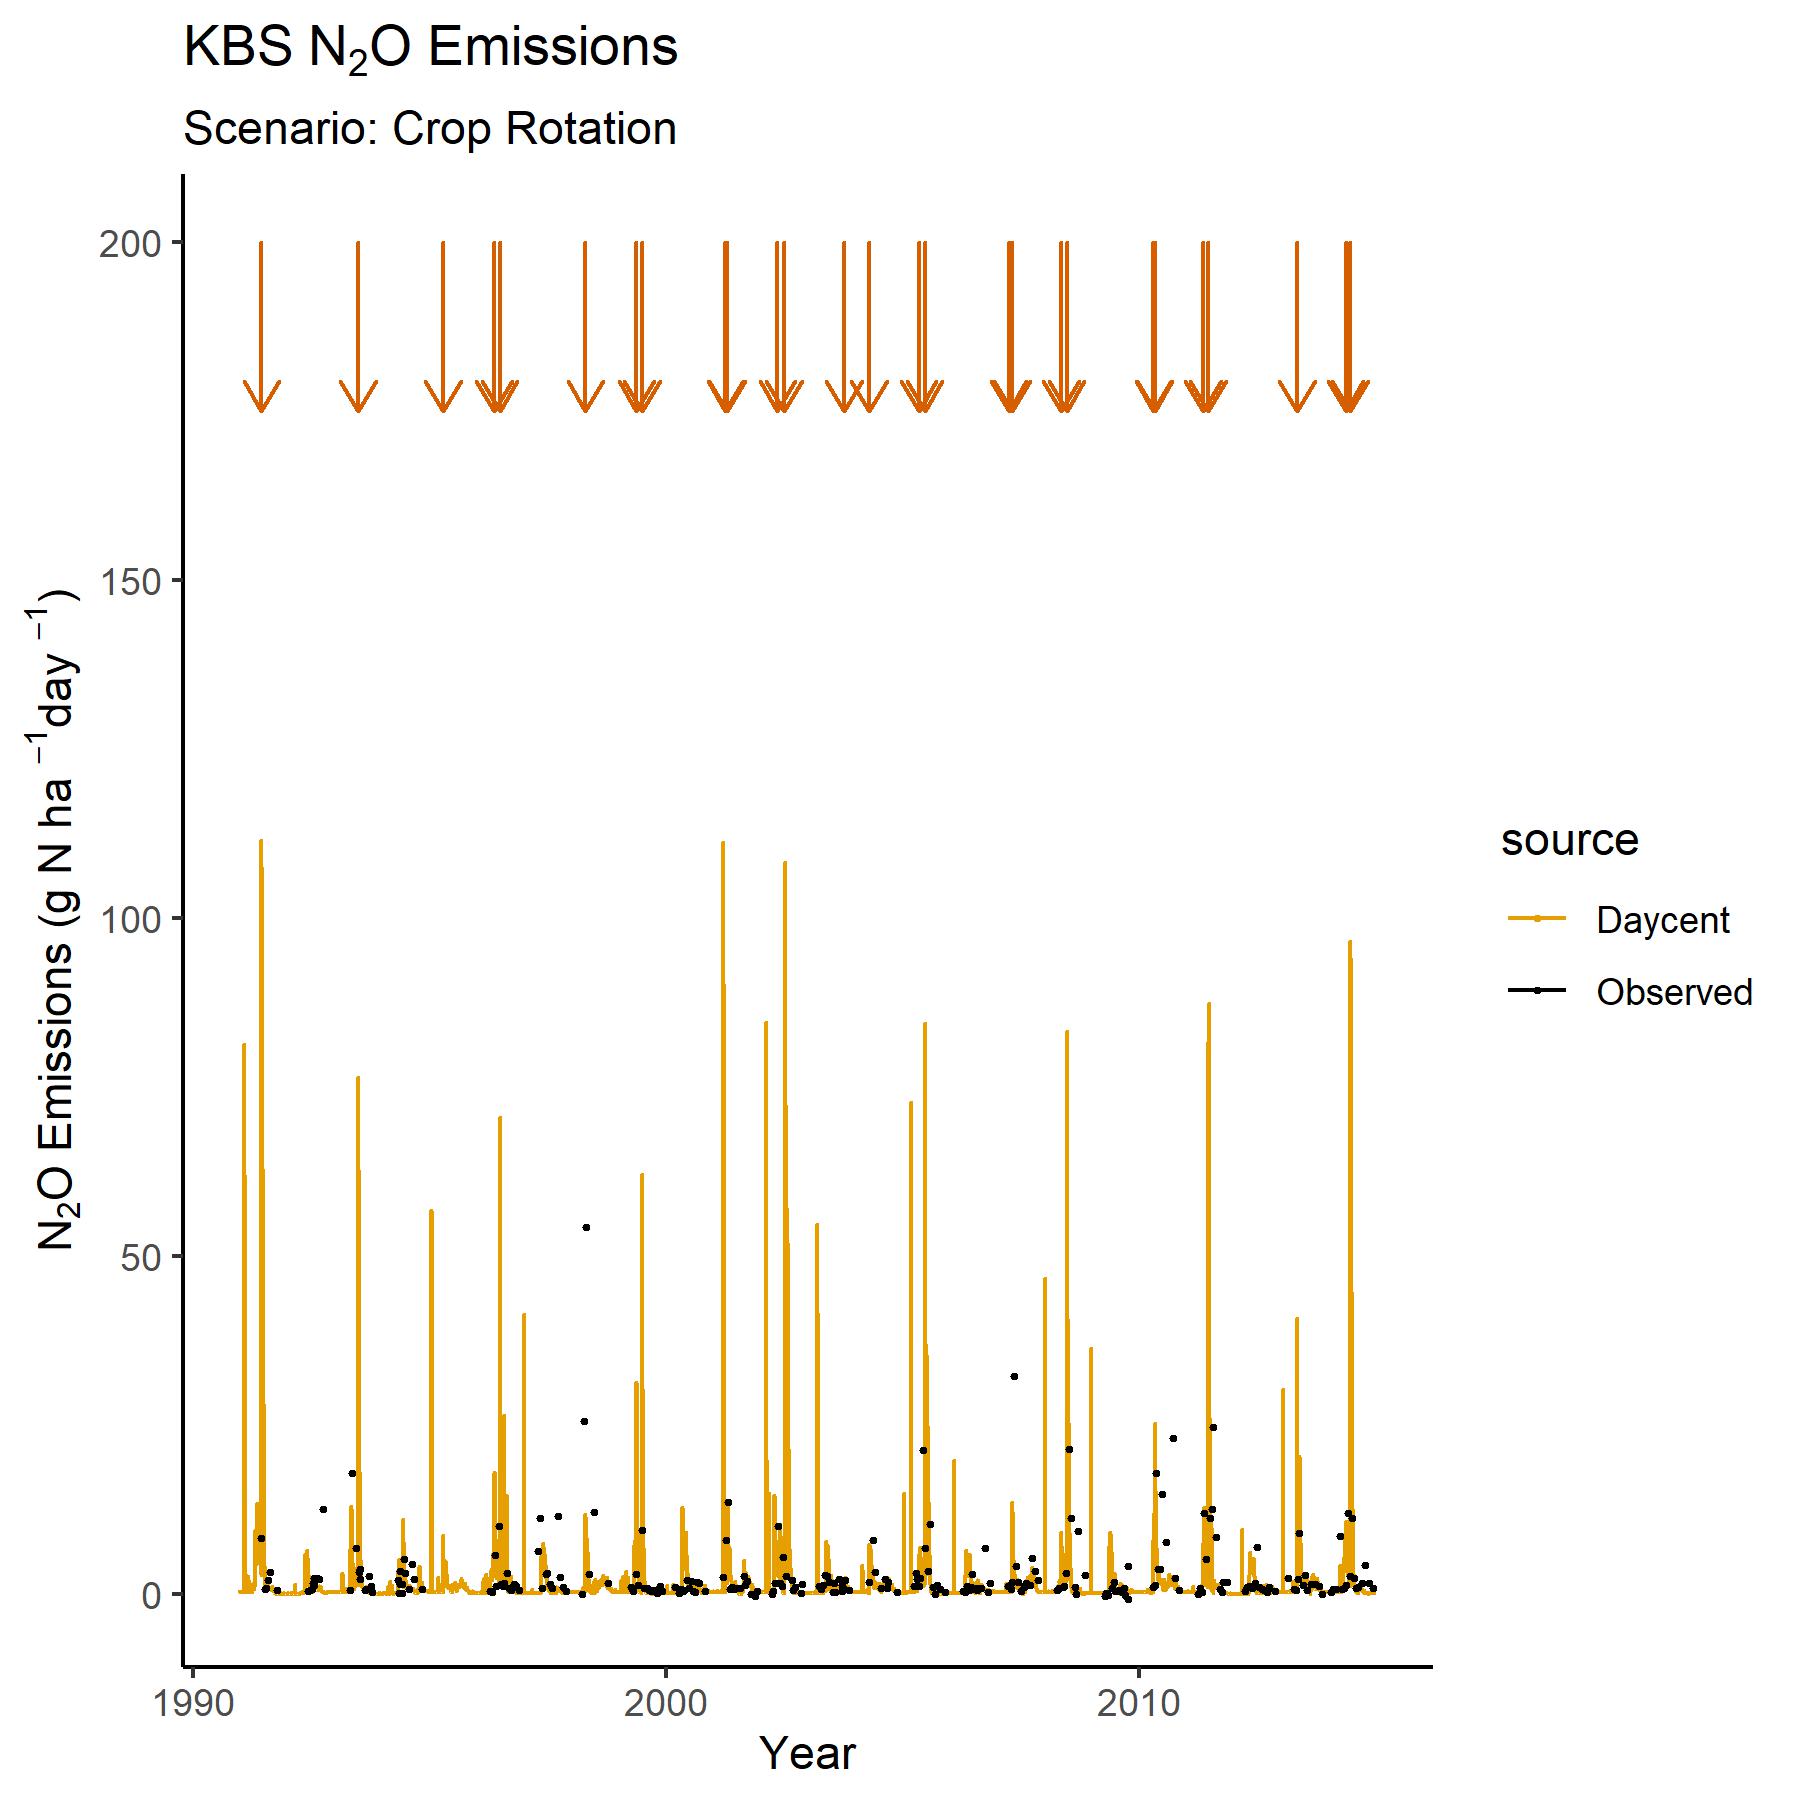 KBS N₂O Emissions
Scenario: Crop Rotation
200
150
100
50
0
N₂O Emissions (g N ha ⁻¹day ⁻¹)
1990
2000
2010
Year
source
Daycent
Observed